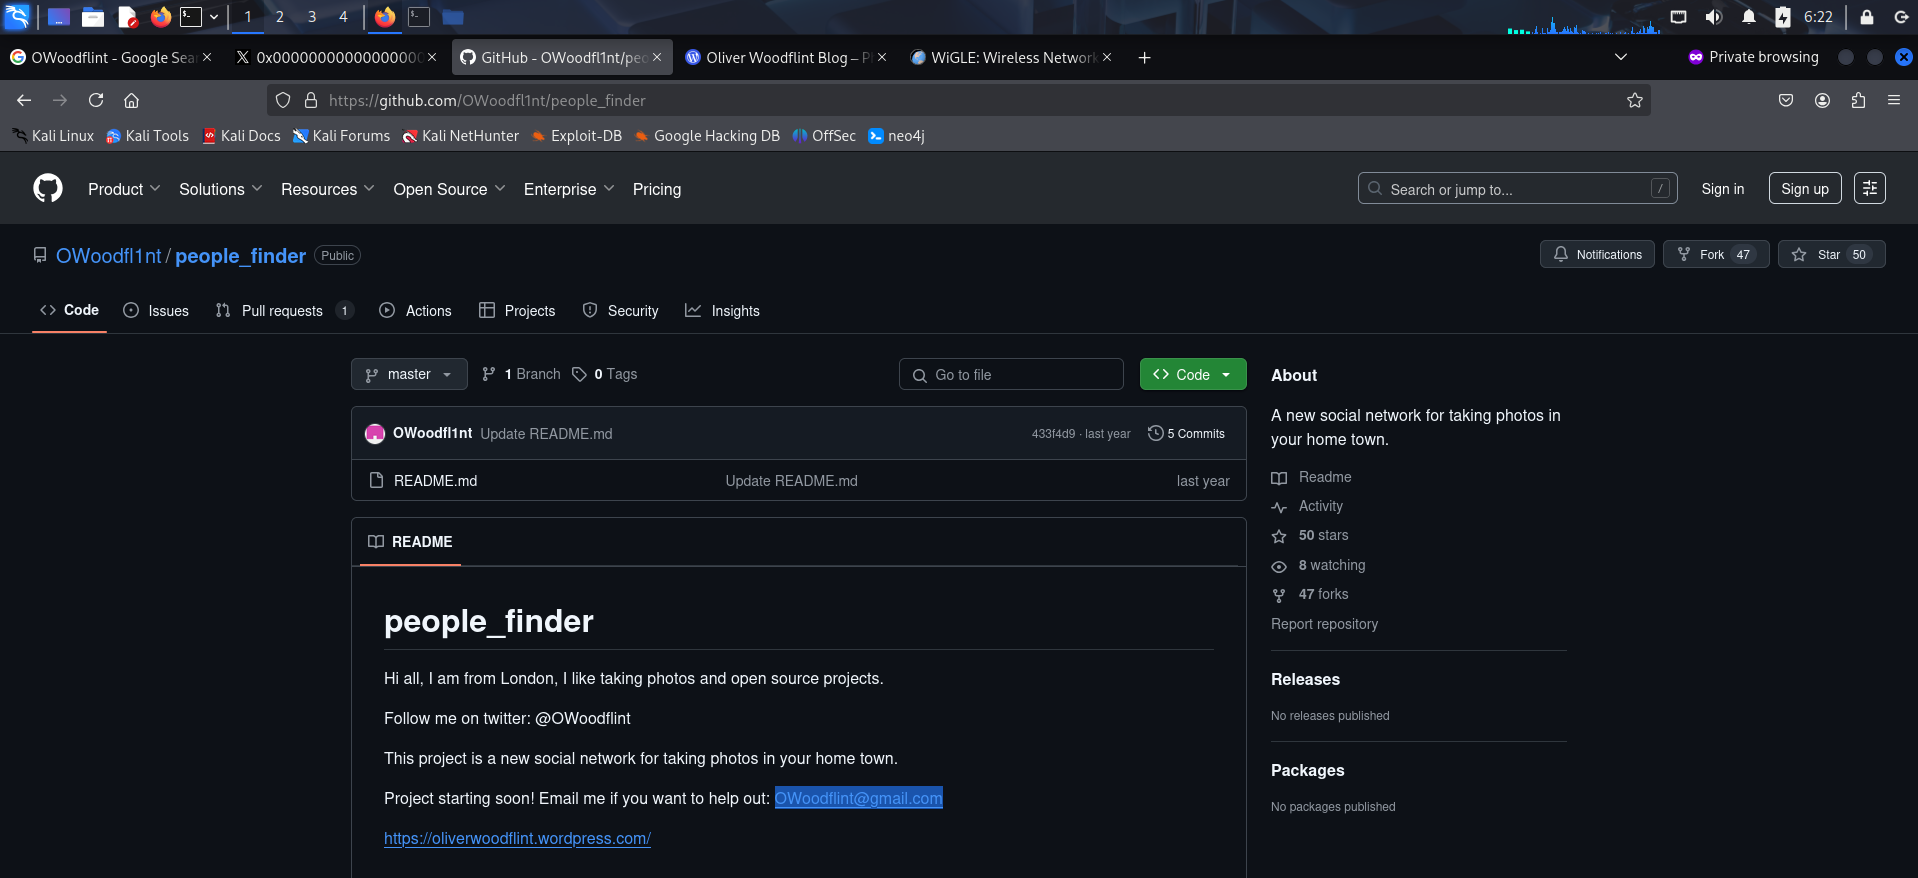 1 2 3 4 6:22
OWoodflint - Google Sea
X 0x00000000000000000
GitHub - OWoodfl1nt/peo
Oliver Woodflint Blog – P
WiGLE: Wireless Network
Private browsing
https://github.com/OWoodfl1nt/people_finder
Kali Linux Kali Tools Kali Docs Kali Forums Kali NetHunter Exploit-DB Google Hacking DB OffSec neo4j
Product Solutions Resources Open Source Enterprise Pricing Search or jump to... / Sign in Sign up
OWoodfl1nt / people_finder Public Notifications Fork 47 Star 50
Code Issues Pull requests 1 Actions Projects Security Insights
master 1 Branch 0 Tags Go to file Code
OWoodfl1nt Update README.md 433f4d9 · last year 5 Commits
README.md Update README.md last year
README
people_finder
Hi all, I am from London, I like taking photos and open source projects.
Follow me on twitter: @OWoodflint
This project is a new social network for taking photos in your home town.
Project starting soon! Email me if you want to help out: OWoodflint@gmail.com
https://oliverwoodflint.wordpress.com/
About
A new social network for taking photos in
your home town.
Readme
Activity
50 stars
8 watching
47 forks
Report repository
Releases
No releases published
Packages
No packages published